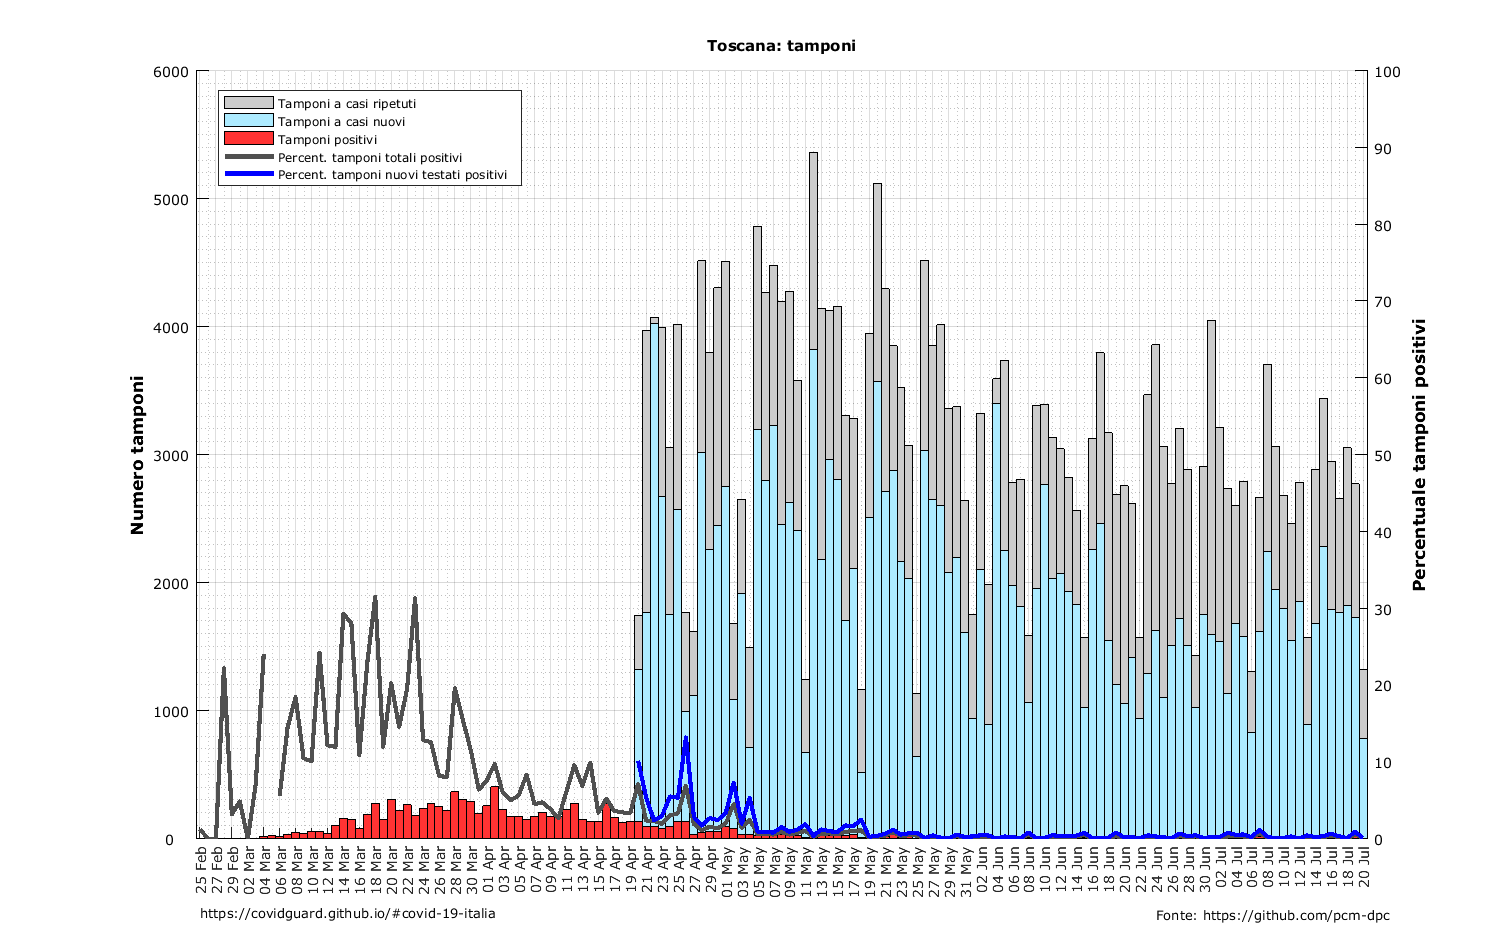 Toscana: tamponi
6000
5000
4000
3000
2000
1000
0
Numero tamponi
Tamponi a casi ripetuti
Tamponi a casi nuovi
Tamponi positivi
Percent. tamponi totali positivi
Percent. tamponi nuovi testati positivi
100
90
80
70
60
50
40
30
20
10
0
Percentuale tamponi positivi
25 Feb
27 Feb
29 Feb
02 Mar
04 Mar
06 Mar
08 Mar
10 Mar
12 Mar
14 Mar
16 Mar
18 Mar
20 Mar
22 Mar
24 Mar
26 Mar
28 Mar
30 Mar
01 Apr
03 Apr
05 Apr
07 Apr
09 Apr
11 Apr
13 Apr
15 Apr
17 Apr
19 Apr
21 Apr
23 Apr
25 Apr
27 Apr
29 Apr
01 May
03 May
05 May
07 May
09 May
11 May
13 May
15 May
17 May
19 May
21 May
23 May
25 May
27 May
29 May
31 May
02 Jun
04 Jun
06 Jun
08 Jun
10 Jun
12 Jun
14 Jun
16 Jun
18 Jun
20 Jun
22 Jun
24 Jun
26 Jun
28 Jun
30 Jun
02 Jul
04 Jul
06 Jul
08 Jul
10 Jul
12 Jul
14 Jul
16 Jul
18 Jul
20 Jul
https://covidguard.github.io/#covid-19-italia
Fonte: https://github.com/pcm-dpc